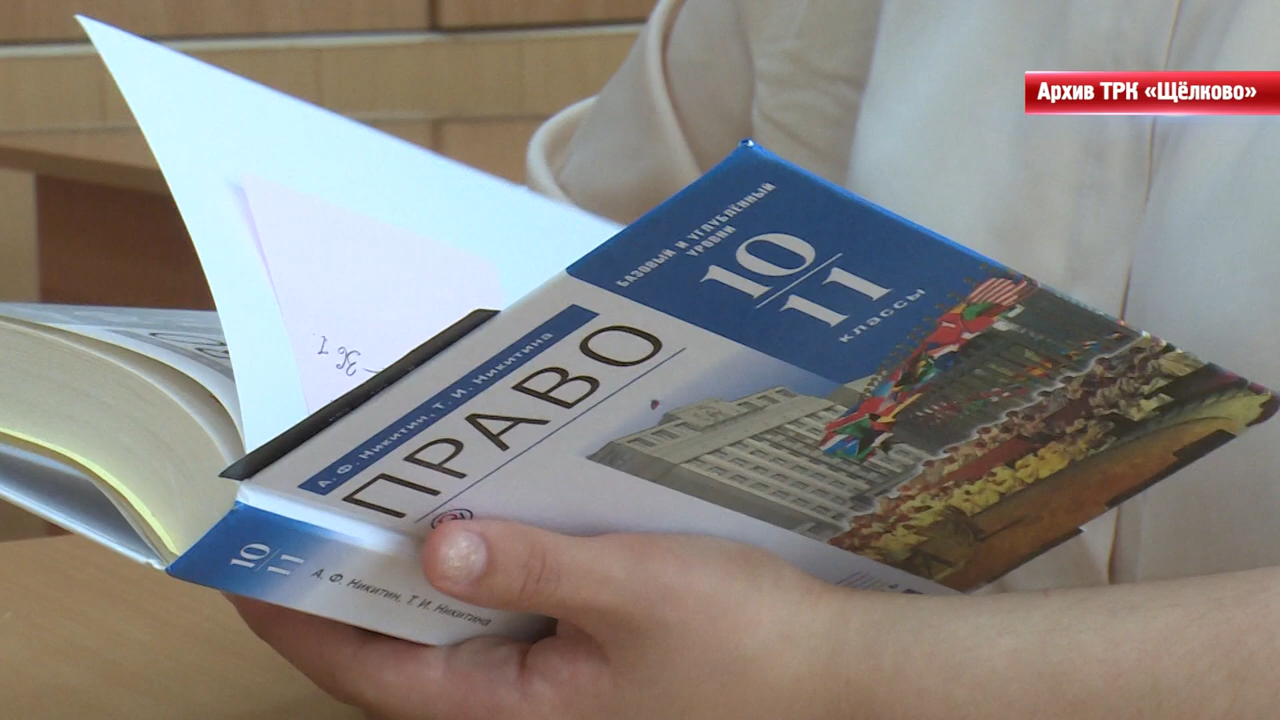 Архив ТРК «Щёлково»
БАЗОВЫЙ И УГЛУБЛЁННЫЙ
УРОВНИ
10
11
классы
А. Ф. Никитин, Т. И. Никитина
ПРАВО
10
11
А. Ф. Никитин, Т. И. Никитина